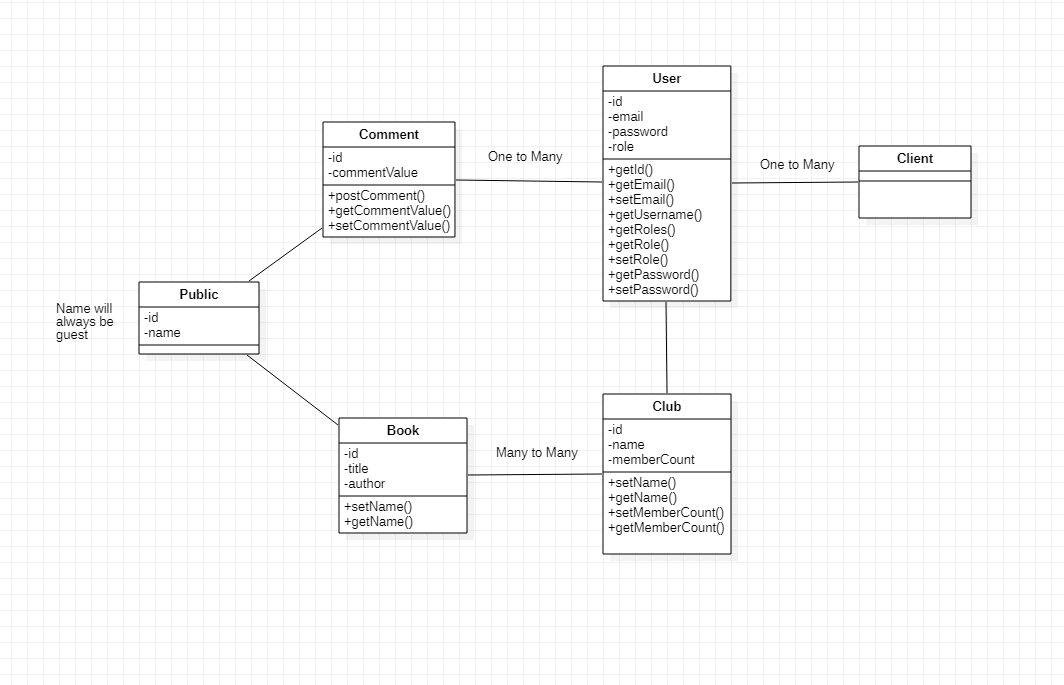 User
-id
-email
-password
-role
+getId()
+getEmail()
+setEmail()
+getUsername()
+getRoles()
+getRole()
+setRole()
+getPassword()
+setPassword()
Comment
-id
-commentValue
+postComment()
+getCommentValue()
+setCommentValue()
One to Many
One to Many
Client
Public
-id
-name
Name will
always be
guest
Book
-id
-title
-author
+setName()
+getName()
Many to Many
Club
-id
-name
-memberCount
+setName()
+getName()
+setMemberCount()
+getMemberCount()